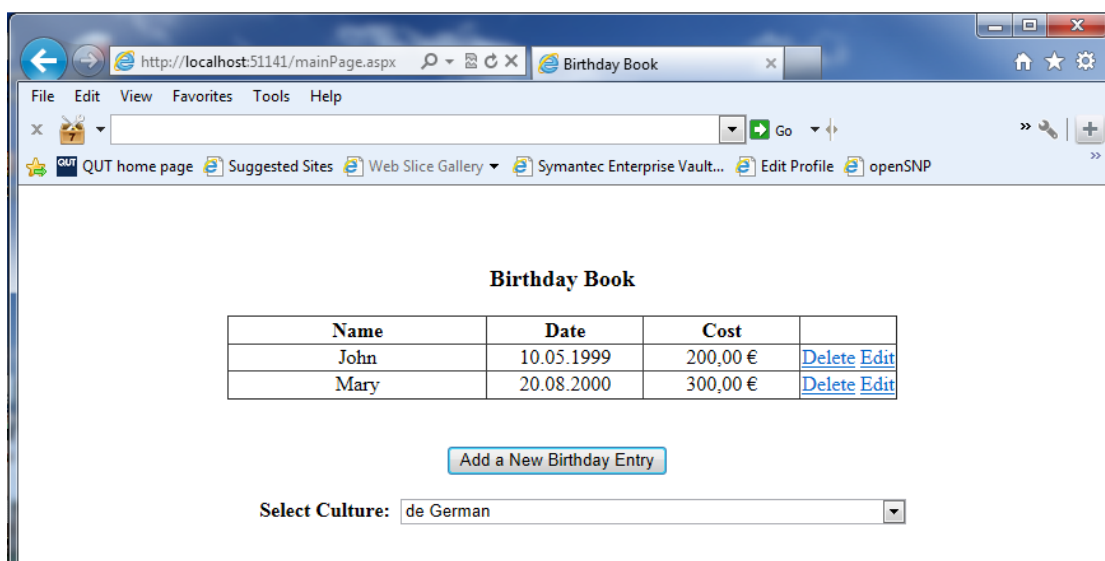 http://localhost:51141/mainPage.aspx
Birthday Book
File Edit View Favorites Tools Help
7
Go
QUT QUT home page Suggested Sites Web Slice Gallery Symantec Enterprise Vault... Edit Profile openSNP
Birthday Book
Name Date Cost
John 10.05.1999 200,00 € Delete Edit
Mary 20.08.2000 300,00 € Delete Edit
Add a New Birthday Entry
Select Culture: de German